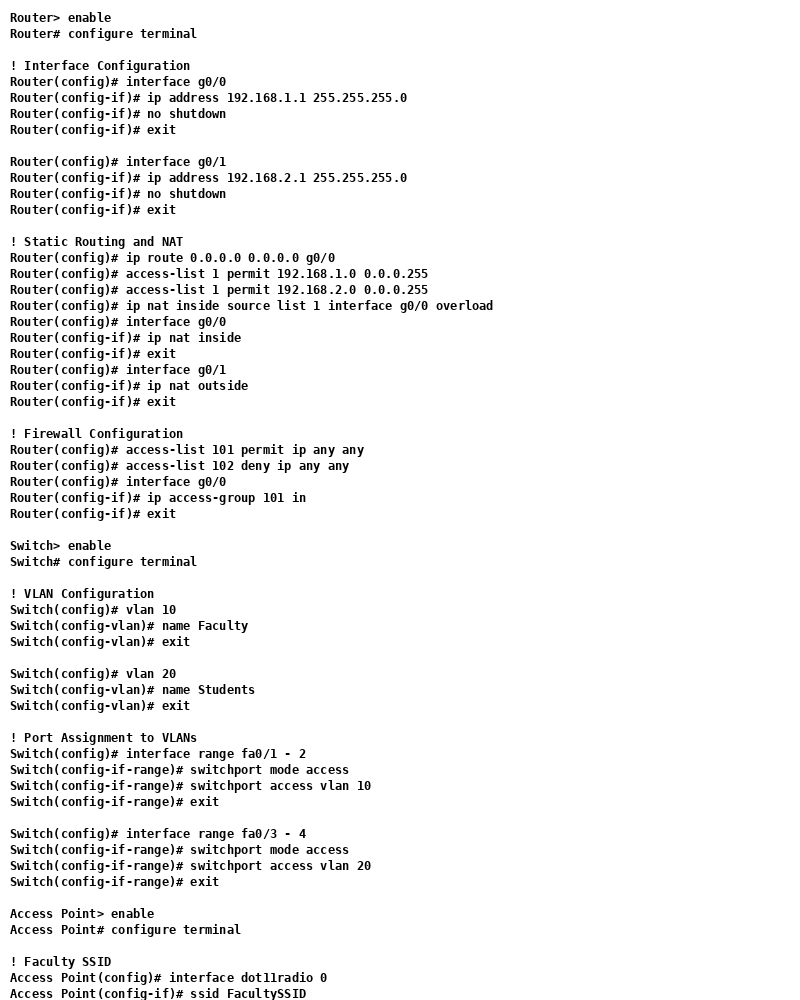 Router> enable
Router# configure terminal
! Interface Configuration
Router(config)# interface g0/0
Router(config-if)# ip address 192.168.1.1 255.255.255.0
Router(config-if)# no shutdown
Router(config-if)# exit
Router(config)# interface g0/1
Router(config-if)# ip address 192.168.2.1 255.255.255.0
Router(config-if)# no shutdown
Router(config-if)# exit
! Static Routing and NAT
Router(config)# ip route 0.0.0.0 0.0.0.0 g0/0
Router(config)# access-list 1 permit 192.168.1.0 0.0.0.255
Router(config)# access-list 1 permit 192.168.2.0 0.0.0.255
Router(config)# ip nat inside source list 1 interface g0/0 overload
Router(config)# interface g0/0
Router(config-if)# ip nat inside
Router(config-if)# exit
Router(config)# interface g0/1
Router(config-if)# ip nat outside
Router(config-if)# exit
! Firewall Configuration
Router(config)# access-list 101 permit ip any any
Router(config)# access-list 102 deny ip any any
Router(config)# interface g0/0
Router(config-if)# ip access-group 101 in
Router(config-if)# exit
Switch> enable
Switch# configure terminal
! VLAN Configuration
Switch(config)# vlan 10
Switch(config-vlan)# name Faculty
Switch(config-vlan)# exit
Switch(config)# vlan 20
Switch(config-vlan)# name Students
Switch(config-vlan)# exit
! Port Assignment to VLANs
Switch(config)# interface range fa0/1 - 2
Switch(config-if-range)# switchport mode access
Switch(config-if-range)# switchport access vlan 10
Switch(config-if-range)# exit
Switch(config)# interface range fa0/3 - 4
Switch(config-if-range)# switchport mode access
Switch(config-if-range)# switchport access vlan 20
Switch(config-if-range)# exit
Access Point> enable
Access Point# configure terminal
! Faculty SSID
Access Point(config)# interface dot11radio 0
Access Point(config-if)# ssid FacultySSID